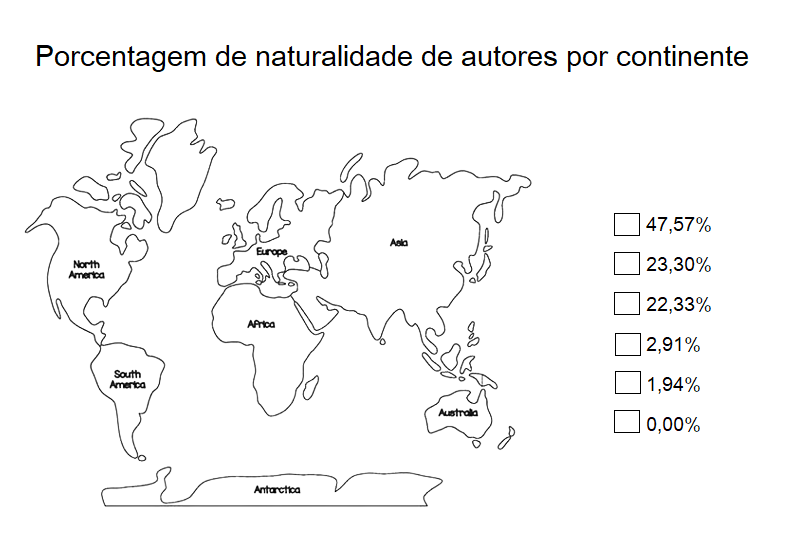 Porcentagem de naturalidade de autores por continente
North
America
Europe
Asia
Africa
South
America
Australia
Antarctica
47,57%
23,30%
22,33%
2,91%
1,94%
0,00%